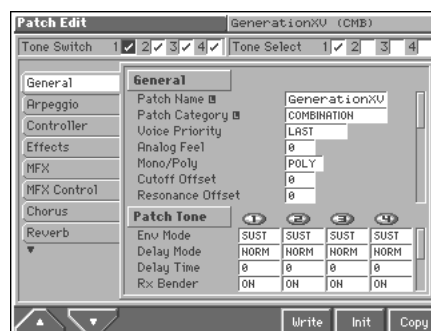 Patch Edit GenerationXV (CMB)
Tone Switch 1 2 3 4 Tone Select 1 2 3 4
General
Arpeggio
Controller
Effects
MFX
MFX Control
Chorus
Reverb
General
Patch Name GenerationXV
Patch Category COMBINATION
Voice Priority LAST
Analog Feel 0
Mono/Poly POLY
Cutoff Offset 0
Resonance Offset 0
Patch Tone 1 2 3 4
Env Mode SUST SUST SUST SUST
Delay Mode NORM NORM NORM NORM
Delay Time 0 0 0 0
Rx Bender ON ON ON ON
Write Init Copy